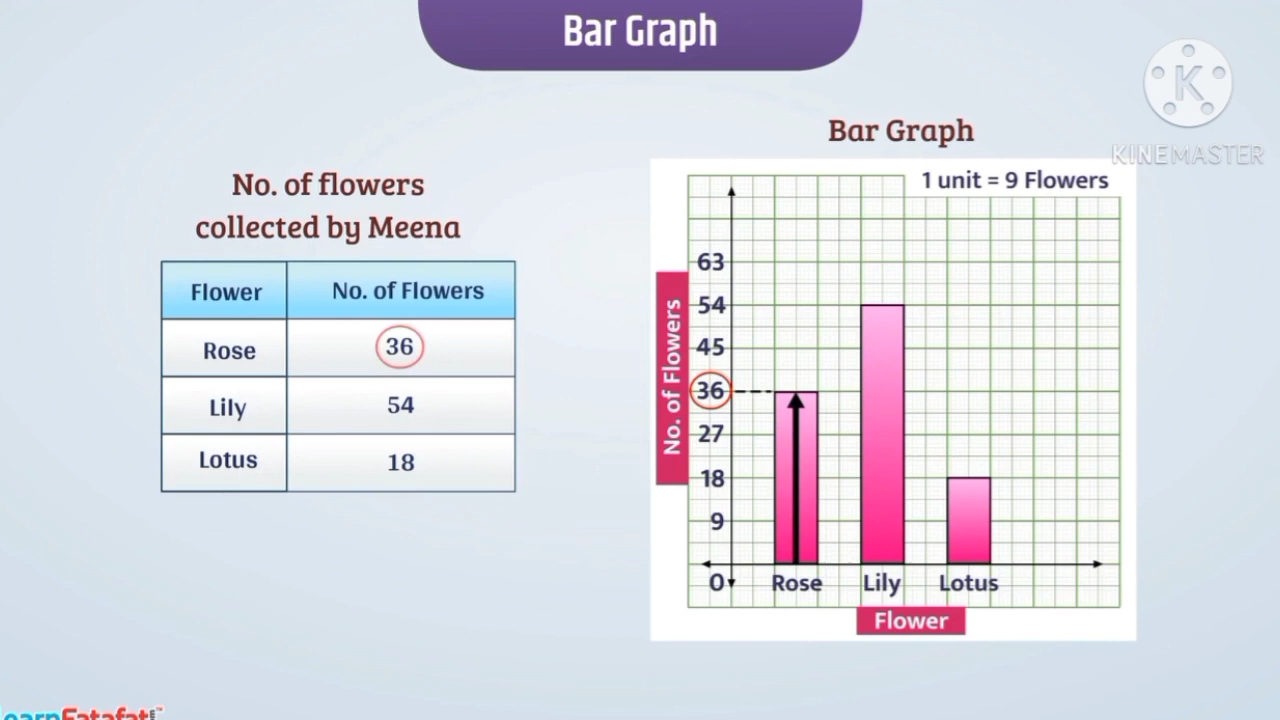 Bar Graph
K
KINEMASTER
No. of flowers
collected by Meena
Flower No. of Flowers
Rose 36
Lily 54
Lotus 18
Bar Graph
1 unit = 9 Flowers
No. of Flowers
63
54
45
36
27
18
9
0
Rose Lily Lotus
Flower